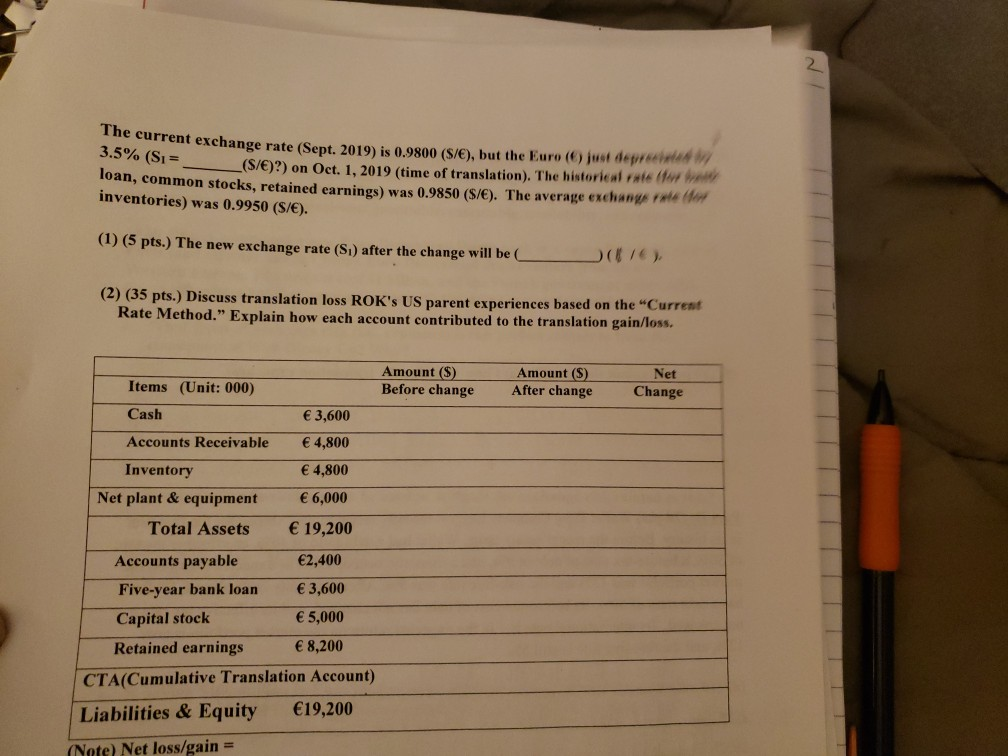 2
The current exchange rate (Sept. 2019) is 0.9800 ($/€), but the Euro (€) just depreciated by
3.5% (S1 = ______($/€)?) on Oct. 1, 2019 (time of translation). The historical rate (for
loan, common stocks, retained earnings) was 0.9850 ($/€). The average exchange rate (for
inventories) was 0.9950 ($/€).
(1) (5 pts.) The new exchange rate (S1) after the change will be (__________)($ / € ).
(2) (35 pts.) Discuss translation loss ROK's US parent experiences based on the "Current
Rate Method." Explain how each account contributed to the translation gain/loss.
Items (Unit: 000) Amount ($) Before change Amount ($) After change Net Change
Cash € 3,600
Accounts Receivable € 4,800
Inventory € 4,800
Net plant & equipment € 6,000
Total Assets € 19,200
Accounts payable €2,400
Five-year bank loan € 3,600
Capital stock € 5,000
Retained earnings € 8,200
CTA(Cumulative Translation Account)
Liabilities & Equity €19,200
(Note) Net loss/gain =